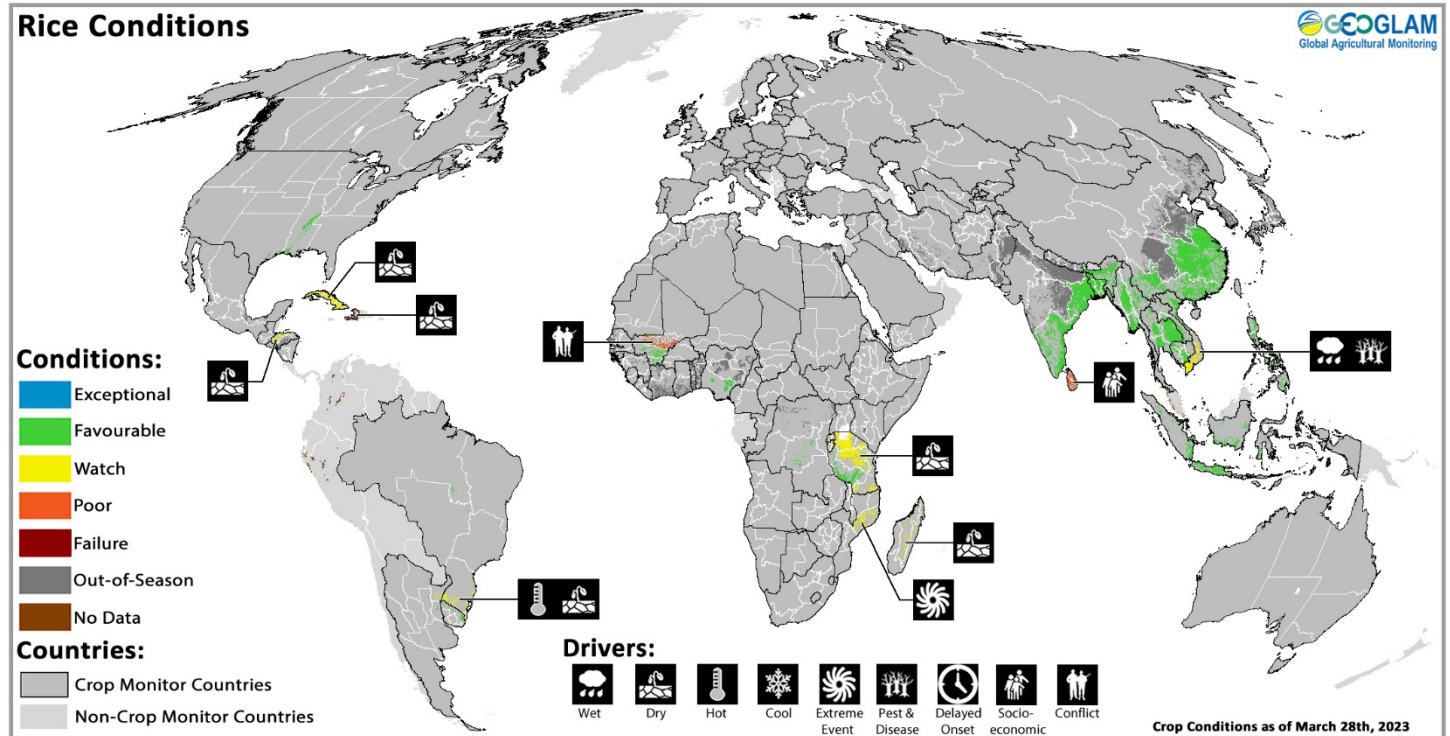 Rice Conditions
GEOGLAM
Global Agricultural Monitoring
Conditions:
Exceptional
Favourable
Watch
Poor
Failure
Out-of-Season
No Data
Countries:
Crop Monitor Countries
Non-Crop Monitor Countries
Drivers:
Wet
Dry
Hot
Cool
Extreme
Event
Pest &
Disease
Delayed
Onset
Socio-
economic
Conflict
Crop Conditions as of March 28th, 2023